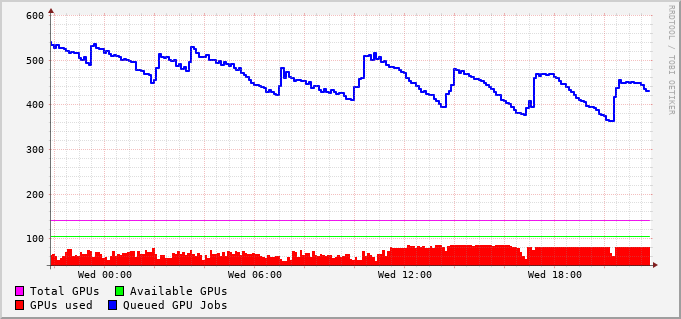 600
500
400
300
200
100
Wed 00:00 Wed 06:00 Wed 12:00 Wed 18:00
Total GPUs Available GPUs
GPUs used Queued GPU Jobs
RRDTOOL / TOBI OETIKER